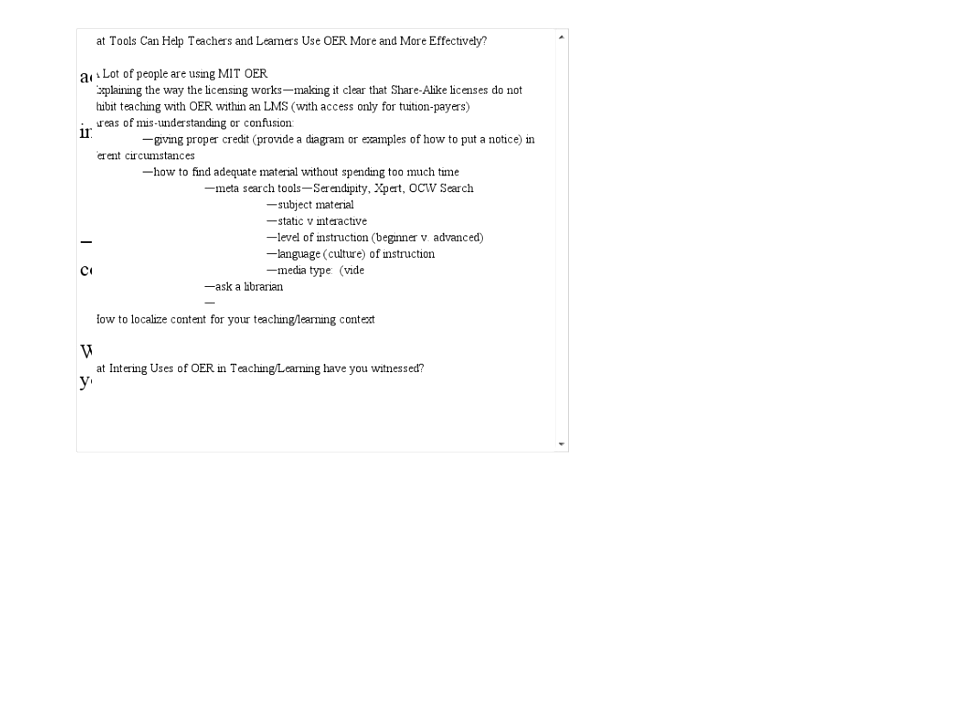 at Tools Can Help Teachers and Learners Use OER More and More Effectively?
Lot of people are using MIT OER
xplaining the way the licensing works—making it clear that Share-Alike licenses do not
hibit teaching with OER within an LMS (with access only for tuition-payers)
reas of mis-understanding or confusion:
—giving proper credit (provide a diagram or examples of how to put a notice) in
erent circumstances
—how to find adequate material without spending too much time
—meta search tools—Serendipity, Xpert, OCW Search
—subject material
—static v interactive
—level of instruction (beginner v. advanced)
—language (culture) of instruction
—media type: (vide
—ask a librarian
—
ow to localize content for your teaching/learning context
at Intering Uses of OER in Teaching/Learning have you witnessed?